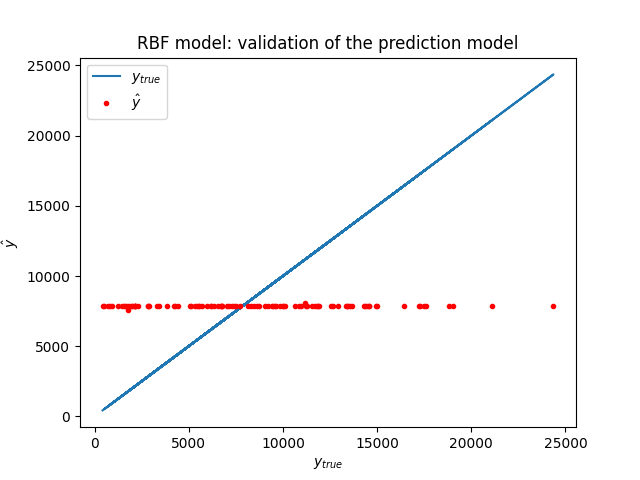 RBF model: validation of the prediction model
25000
20000
15000
10000
5000
0
ŷ
y_true
ŷ
0 5000 10000 15000 20000 25000
y_true